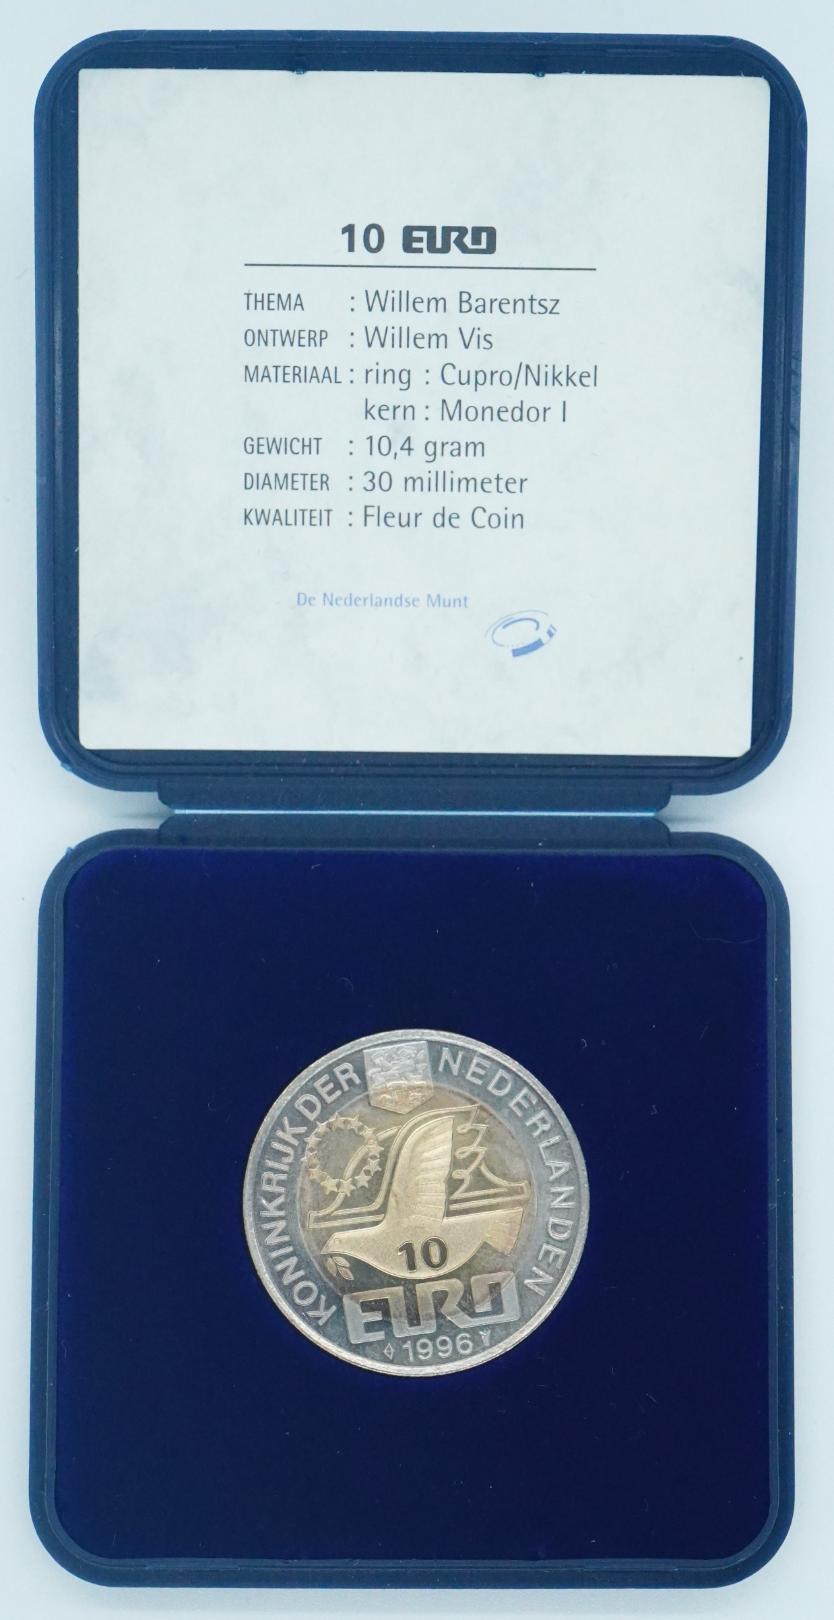 10 EURO
THEMA : Willem Barentsz
ONTWERP : Willem Vis
MATERIAAL : ring : Cupro/Nikkel
kern : Monedor I
GEWICHT : 10,4 gram
DIAMETER : 30 millimeter
KWALITEIT : Fleur de Coin
De Nederlandse Munt
KONINKRIJK DER NEDERLANDEN
10
EURO
1996